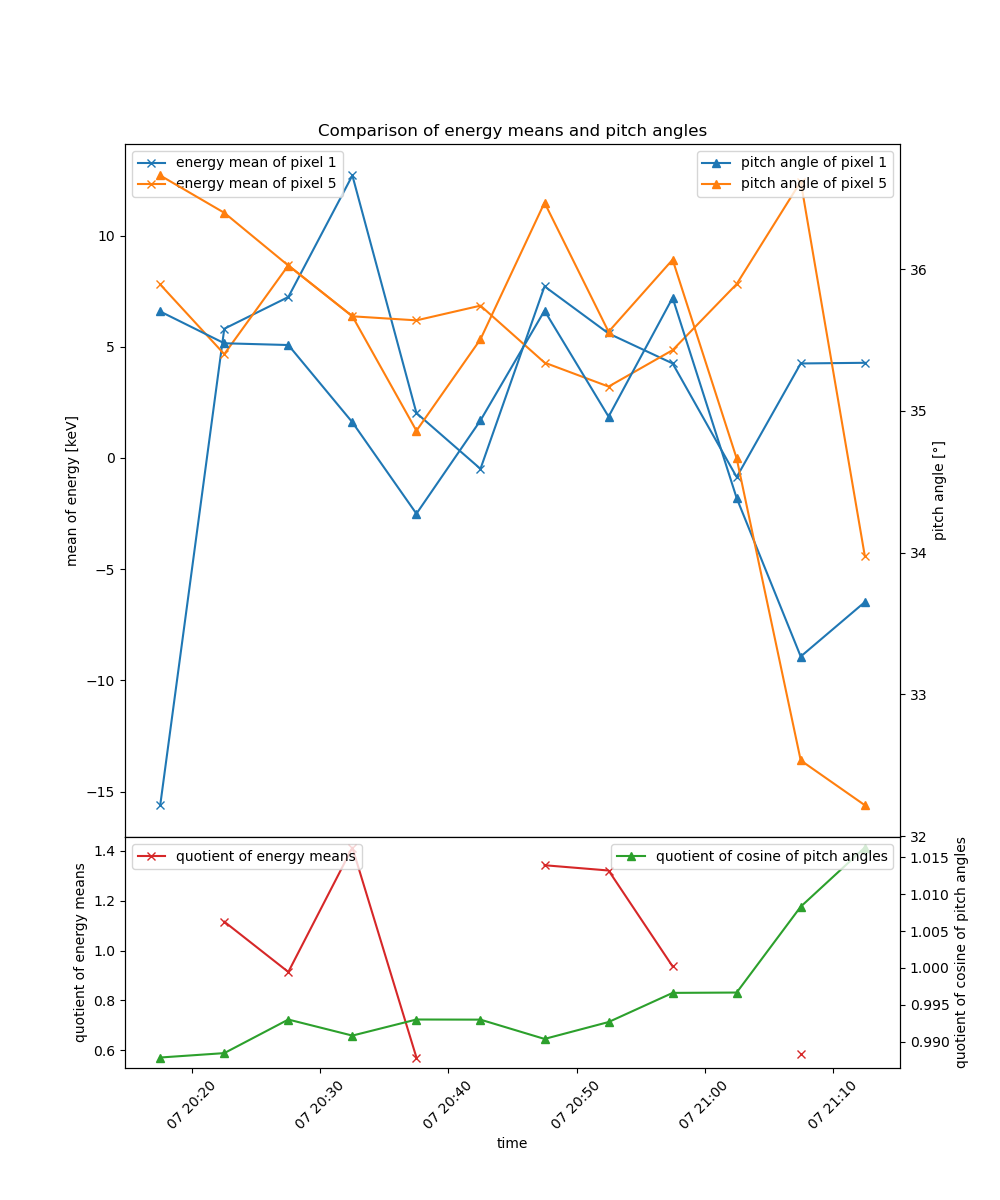 Comparison of energy means and pitch angles
energy mean of pixel 1
energy mean of pixel 5
pitch angle of pixel 1
pitch angle of pixel 5
10
5
0
−5
−10
−15
mean of energy [keV]
36
35
34
33
32
pitch angle [°]
quotient of energy means
quotient of cosine of pitch angles
1.4
1.2
1.0
0.8
0.6
quotient of energy means
1.015
1.010
1.005
1.000
0.995
0.990
quotient of cosine of pitch angles
07 20:20
07 20:30
07 20:40
07 20:50
07 21:00
07 21:10
time